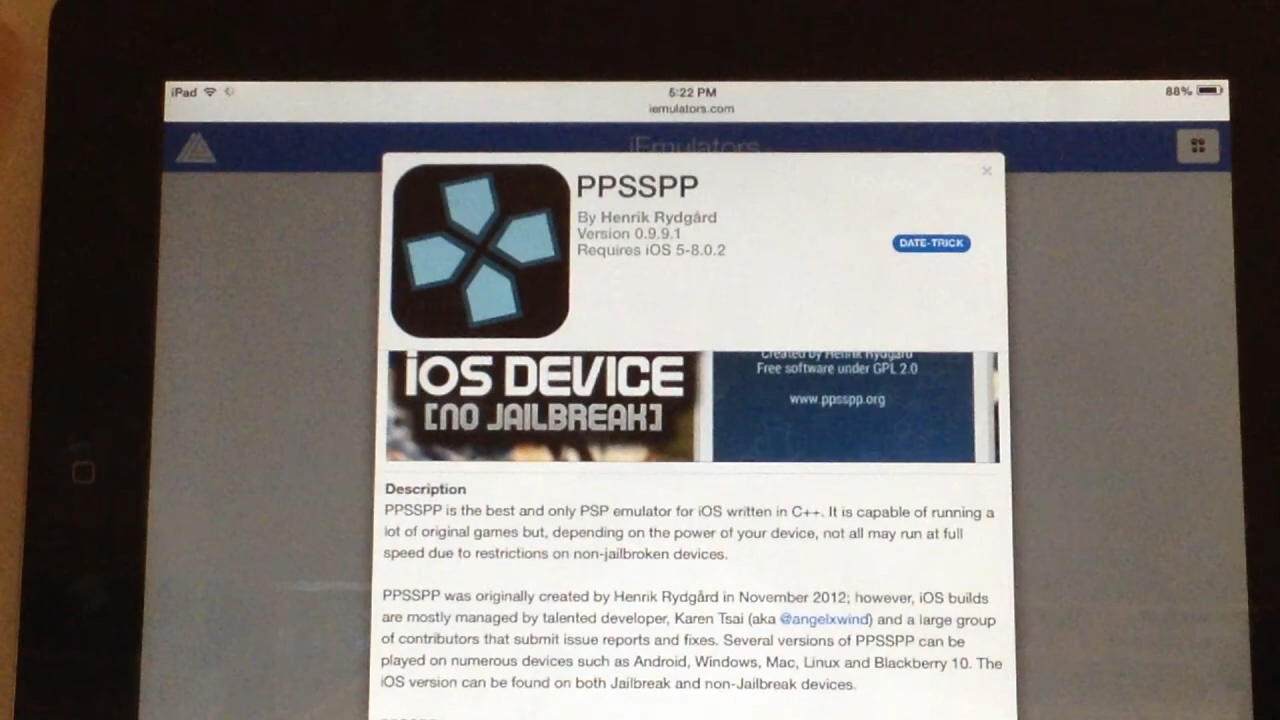 iPad 5:22 PM 88%
iemulators.com
iEmulators
PPSSPP
By Henrik Rydgård
Version 0.9.9.1
Requires iOS 5-8.0.2
DATE-TRICK
iOS DEVICE
[NO JAILBREAK]
Created by Henrik Rydgård
Free software under GPL 2.0
www.ppsspp.org
Description
PPSSPP is the best and only PSP emulator for iOS written in C++. It is capable of running a
lot of original games but, depending on the power of your device, not all may run at full
speed due to restrictions on non-jailbroken devices.
PPSSPP was originally created by Henrik Rydgård in November 2012; however, iOS builds
are mostly managed by talented developer, Karen Tsai (aka @angelxwind) and a large group
of contributors that submit issue reports and fixes. Several versions of PPSSPP can be
played on numerous devices such as Android, Windows, Mac, Linux and Blackberry 10. The
iOS version can be found on both Jailbreak and non-Jailbreak devices.